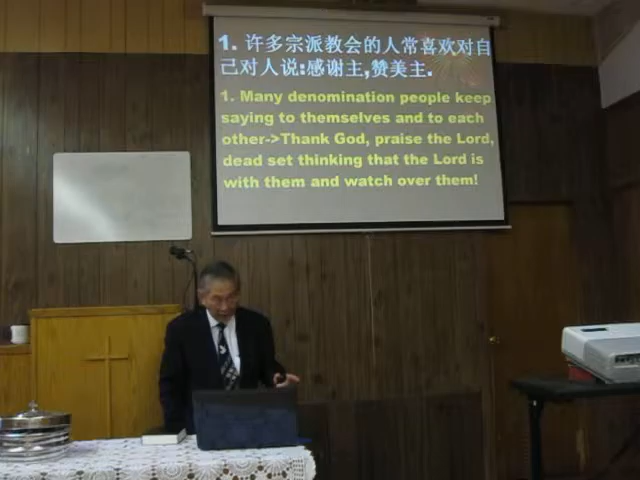 1. 许多宗派教会的人常喜欢对自
己对人说:感谢主,赞美主.
1. Many denomination people keep
saying to themselves and to each
other->Thank God, praise the Lord,
dead set thinking that the Lord is
with them and watch over them!